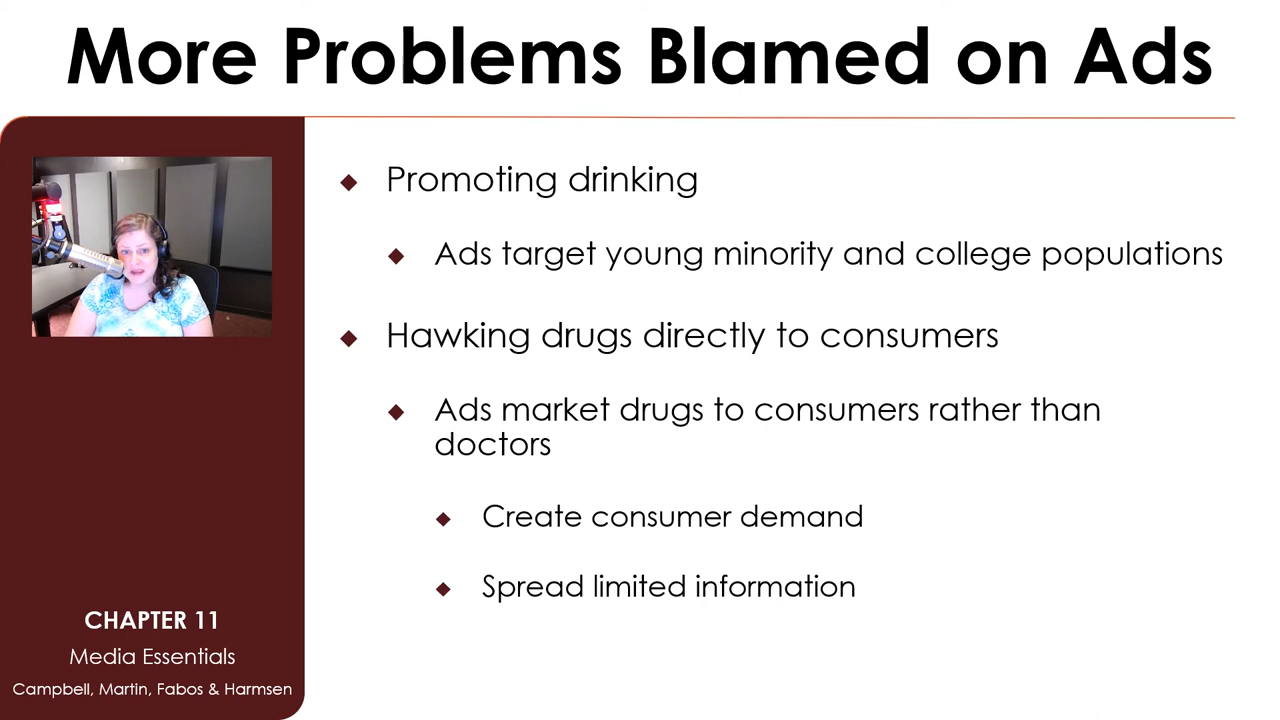 More Problems Blamed on Ads
Promoting drinking
Ads target young minority and college populations
Hawking drugs directly to consumers
Ads market drugs to consumers rather than
doctors
Create consumer demand
Spread limited information
CHAPTER 11
Media Essentials
Campbell, Martin, Fabos & Harmsen